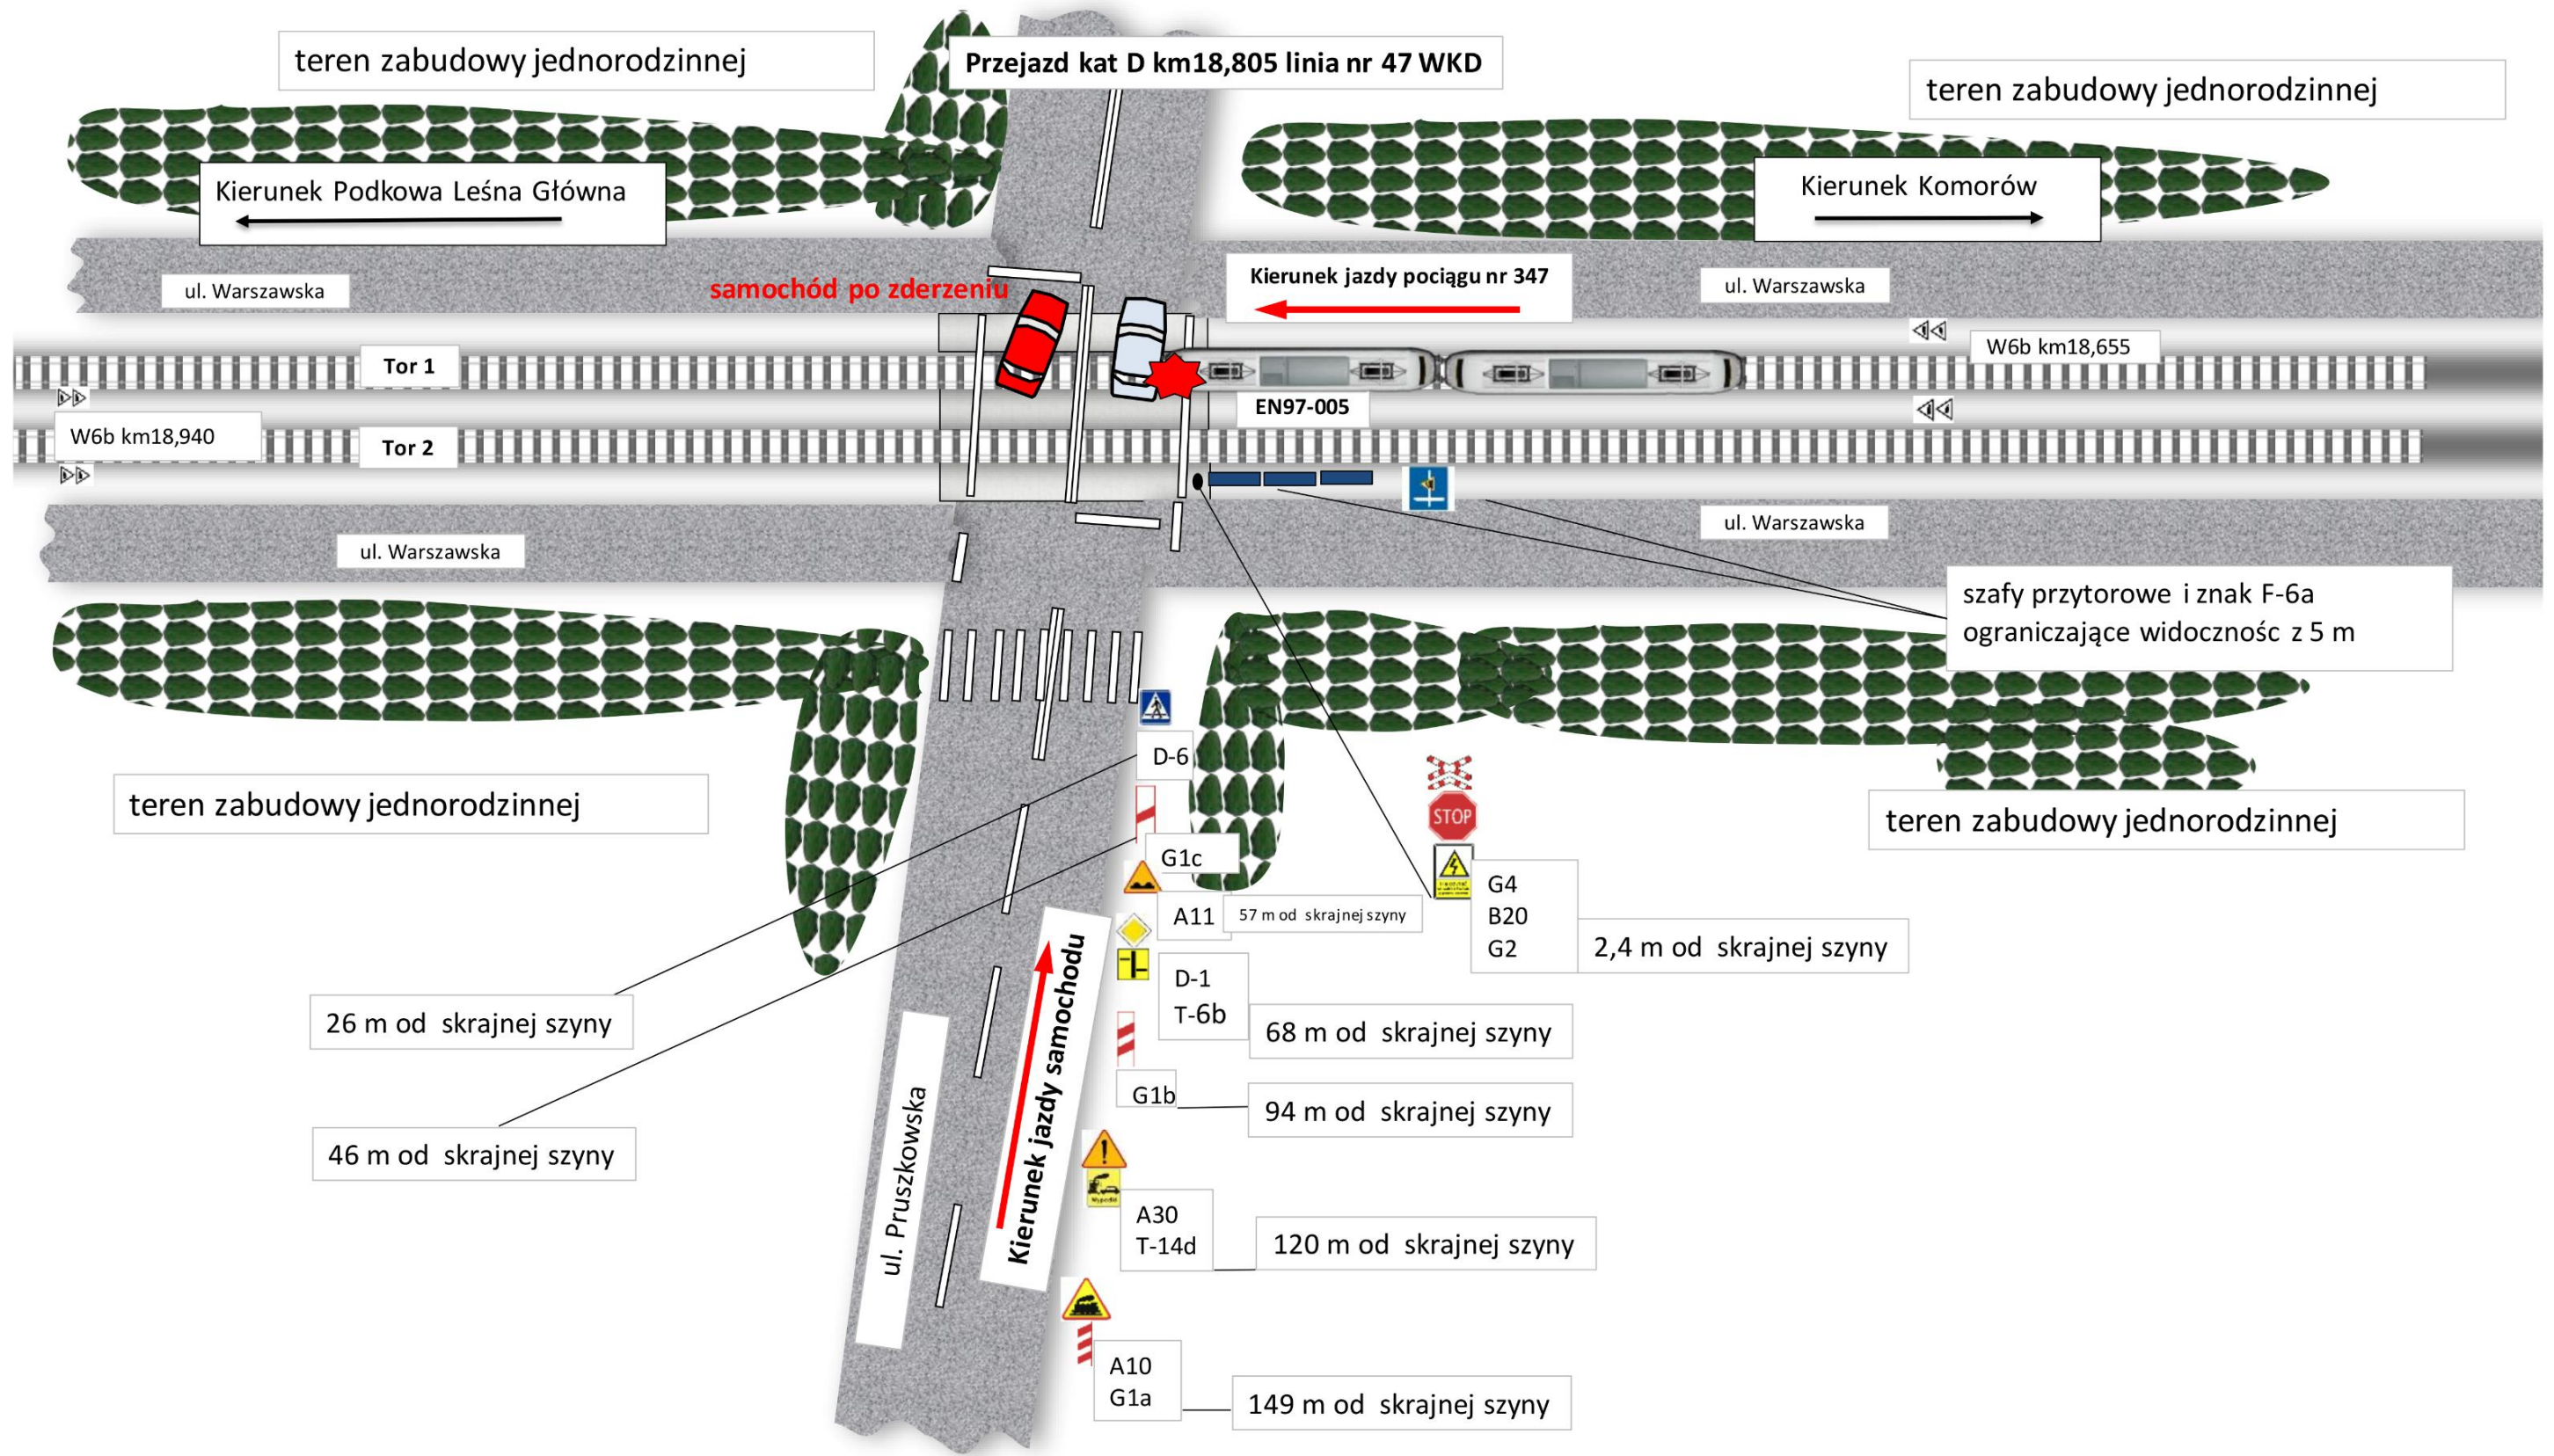 teren zabudowy jednorodzinnej
Przejazd kat D km18,805 linia nr 47 WKD
teren zabudowy jednorodzinnej
Kierunek Podkowa Leśna Główna
Kierunek Komorów
ul. Warszawska
samochód po zderzeniu
Kierunek jazdy pociągu nr 347
ul. Warszawska
Tor 1
W6b km18,655
EN97-005
W6b km18,940
Tor 2
ul. Warszawska
ul. Warszawska
szafy przytorowe i znak F-6a
ograniczające widocznośc z 5 m
D-6
teren zabudowy jednorodzinnej
STOP
teren zabudowy jednorodzinnej
G1c
A11
57 m od skrajnej szyny
G4
B20
G2
2,4 m od skrajnej szyny
Kierunek jazdy samochodu
D-1
T-6b
26 m od skrajnej szyny
68 m od skrajnej szyny
ul. Pruszkowska
G1b
94 m od skrajnej szyny
46 m od skrajnej szyny
Wypadki
A30
T-14d
120 m od skrajnej szyny
A10
G1a
149 m od skrajnej szyny